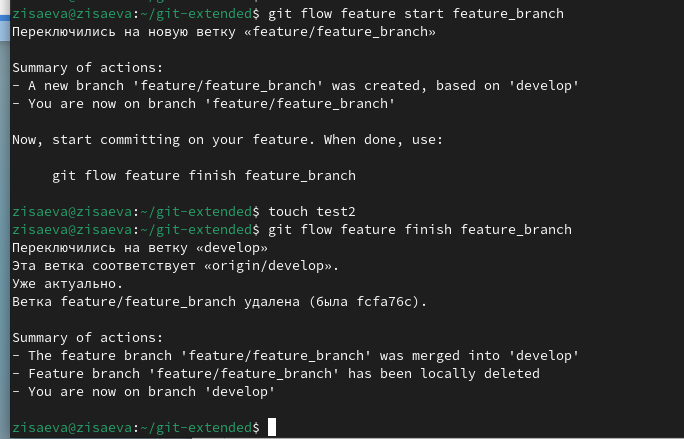 zisaeva@zisaeva:~/git-extended$ git flow feature start feature_branch
Переключились на новую ветку «feature/feature_branch»

Summary of actions:
- A new branch 'feature/feature_branch' was created, based on 'develop'
- You are now on branch 'feature/feature_branch'

Now, start committing on your feature. When done, use:

     git flow feature finish feature_branch

zisaeva@zisaeva:~/git-extended$ touch test2
zisaeva@zisaeva:~/git-extended$ git flow feature finish feature_branch
Переключились на ветку «develop»
Эта ветка соответствует «origin/develop».
Уже актуально.
Ветка feature/feature_branch удалена (была fcfa76c).

Summary of actions:
- The feature branch 'feature/feature_branch' was merged into 'develop'
- Feature branch 'feature/feature_branch' has been locally deleted
- You are now on branch 'develop'

zisaeva@zisaeva:~/git-extended$